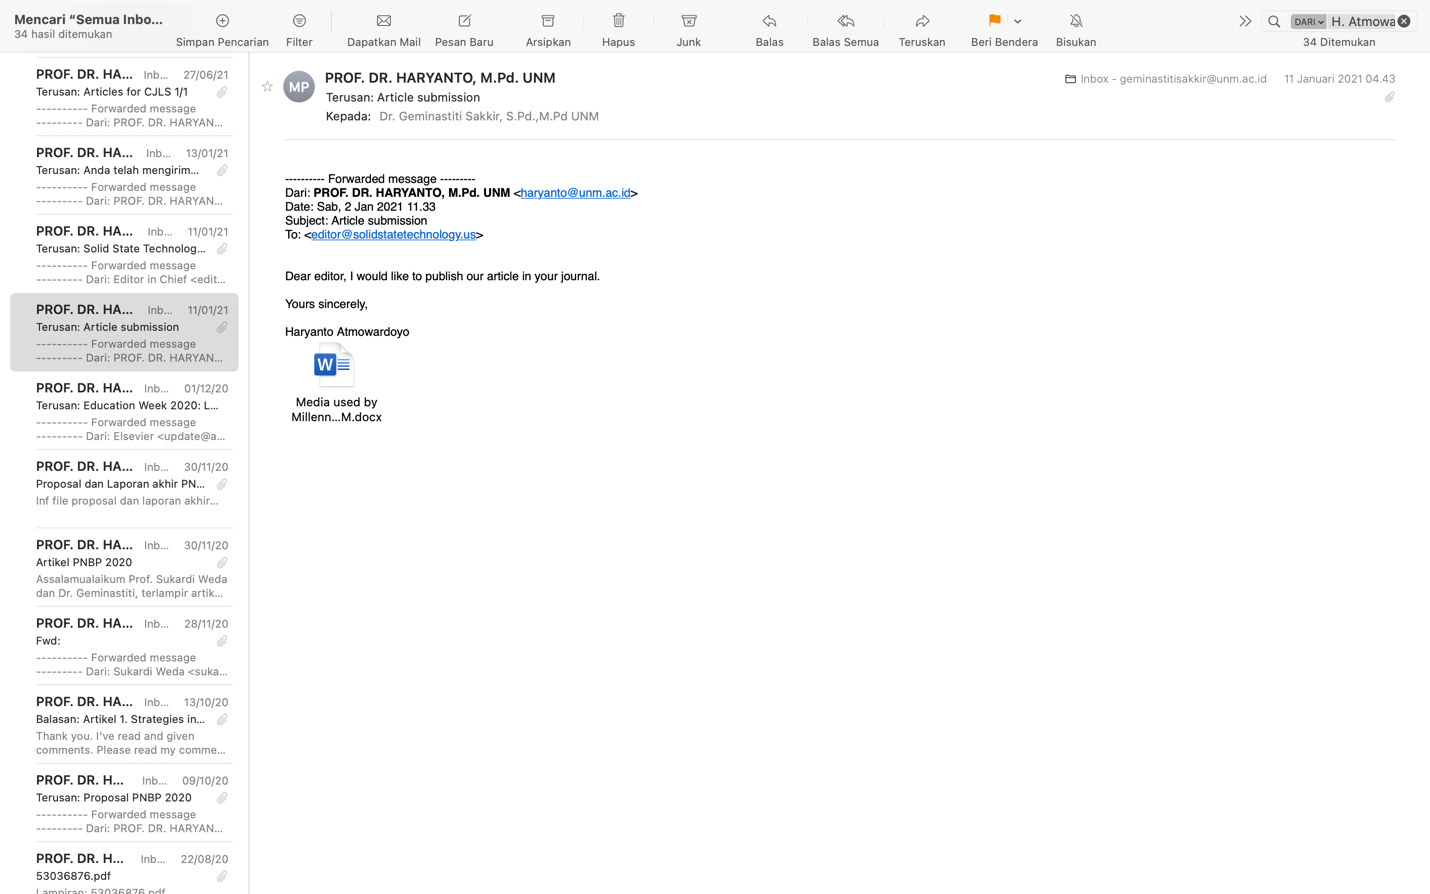 Mencari “Semua Inbo...
34 hasil ditemukan
Simpan Pencarian
Filter
Dapatkan Mail
Pesan Baru
Arsipkan
Hapus
Junk
Balas
Balas Semua
Teruskan
Beri Bendera
Bisukan
DARI H. Atmowa
34 Ditemukan
PROF. DR. HA... Inb... 27/06/21
Terusan: Articles for CJLS 1/1
---------- Forwarded message
--------- Dari: PROF. DR. HARYAN...
PROF. DR. HA... Inb... 13/01/21
Terusan: Anda telah mengirim...
---------- Forwarded message
--------- Dari: PROF. DR. HARYAN...
PROF. DR. HA... Inb... 11/01/21
Terusan: Solid State Technolog...
---------- Forwarded message
--------- Dari: Editor in Chief <edit...
PROF. DR. HA... Inb... 11/01/21
Terusan: Article submission
---------- Forwarded message
--------- Dari: PROF. DR. HARYAN...
PROF. DR. HA... Inb... 01/12/20
Terusan: Education Week 2020: L...
---------- Forwarded message
--------- Dari: Elsevier <update@a...
PROF. DR. HA... Inb... 30/11/20
Proposal dan Laporan akhir PN...
Inf file proposal dan laporan akhir...
PROF. DR. HA... Inb... 30/11/20
Artikel PNBP 2020
Assalamualaikum Prof. Sukardi Weda
dan Dr. Geminastiti, terlampir artik...
PROF. DR. HA... Inb... 28/11/20
Fwd:
---------- Forwarded message
--------- Dari: Sukardi Weda <suka...
PROF. DR. HA... Inb... 13/10/20
Balasan: Artikel 1. Strategies in...
Thank you. I've read and given
comments. Please read my comme...
PROF. DR. H... Inb... 09/10/20
Terusan: Proposal PNBP 2020
---------- Forwarded message
--------- Dari: PROF. DR. HARYAN...
PROF. DR. H... Inb... 22/08/20
53036876.pdf
Lampiran: 53036876.pdf
MP
PROF. DR. HARYANTO, M.Pd. UNM
Inbox - geminastitisakkir@unm.ac.id 11 Januari 2021 04.43
Terusan: Article submission
Kepada: Dr. Geminastiti Sakkir, S.Pd.,M.Pd UNM
---------- Forwarded message ---------
Dari: PROF. DR. HARYANTO, M.Pd. UNM <haryanto@unm.ac.id>
Date: Sab, 2 Jan 2021 11.33
Subject: Article submission
To: <editor@solidstatetechnology.us>
Dear editor, I would like to publish our article in your journal.
Yours sincerely,
Haryanto Atmowardoyo
W
Media used by
Millenn...M.docx